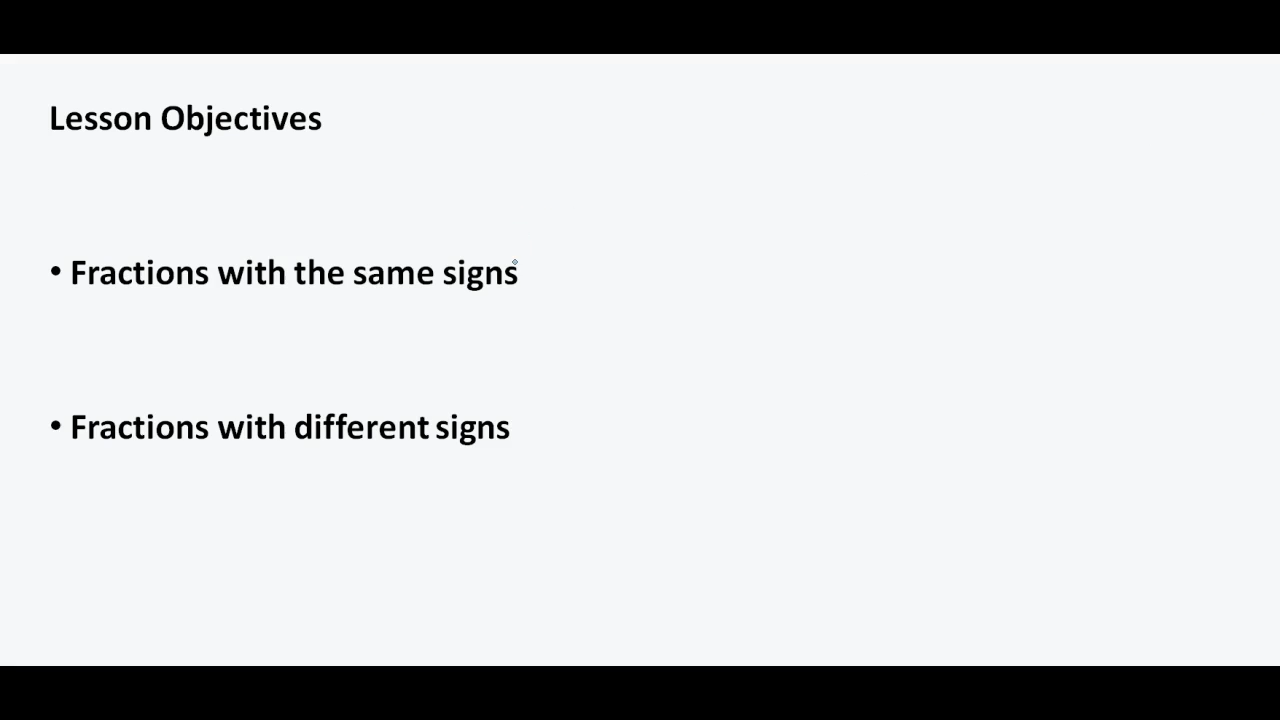 Lesson Objectives
• Fractions with the same signs
• Fractions with different signs